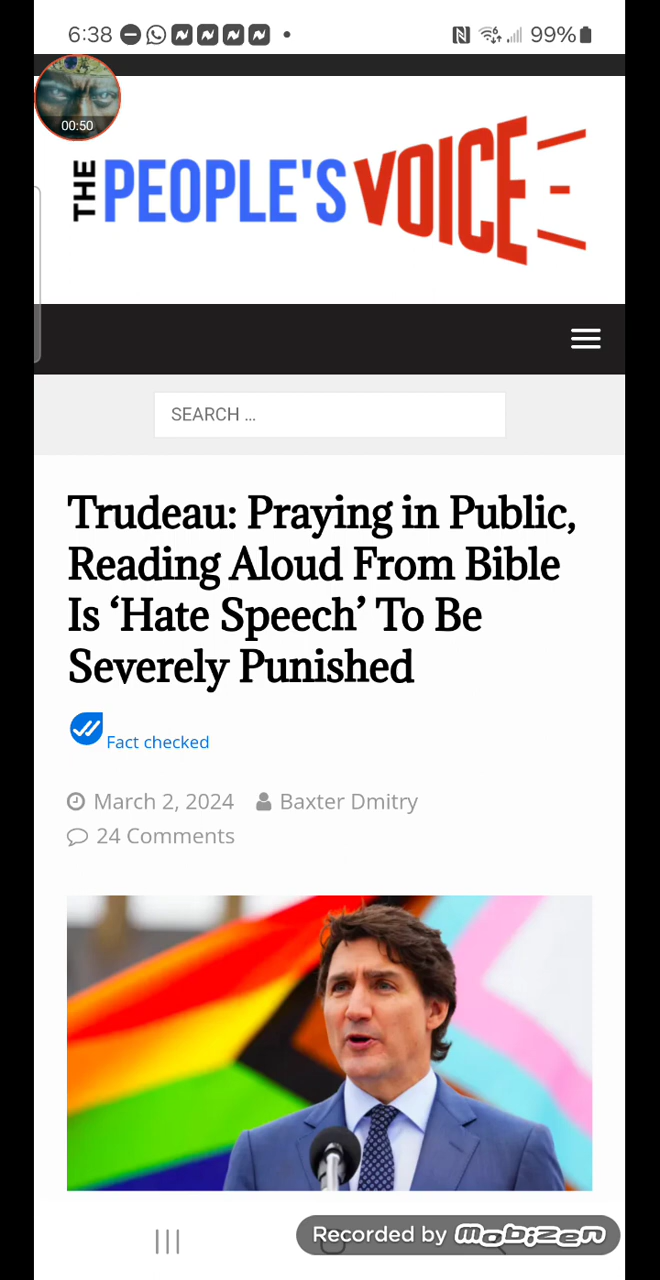 6:38 99%
00:50
THE PEOPLE'S VOICE
SEARCH ...
Trudeau: Praying in Public,
Reading Aloud From Bible
Is ‘Hate Speech’ To Be
Severely Punished
Fact checked
March 2, 2024 Baxter Dmitry
24 Comments
Recorded by mobizen